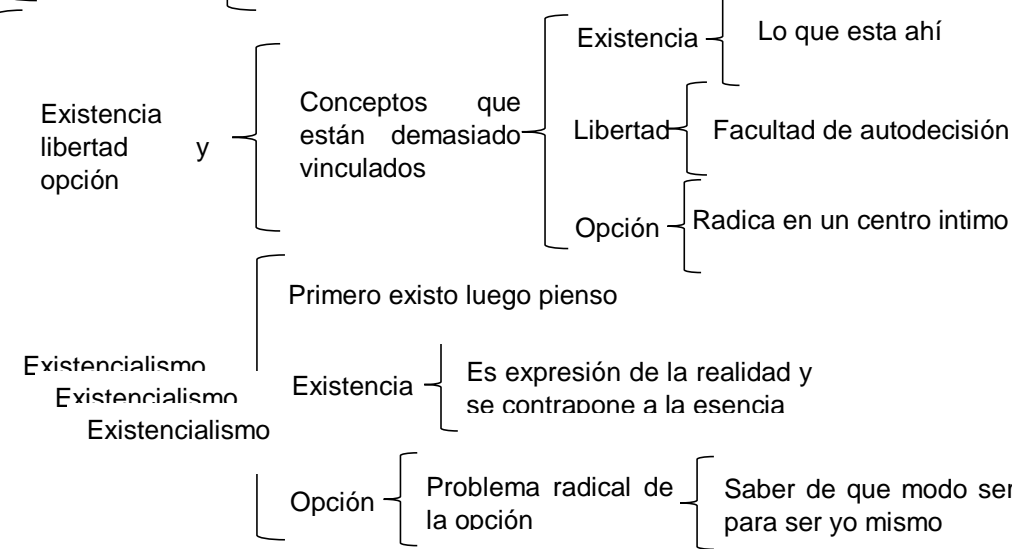 Existencia
libertad y
opción
Conceptos que
están demasiado
vinculados
Existencia
Lo que esta ahí
Libertad
Facultad de autodecisión
Opción
Radica en un centro intimo
Existencialismo
Existencialismo
Existencialismo
Primero existo luego pienso
Existencia
Es expresión de la realidad y
se contrapone a la esencia
Opción
Problema radical de
la opción
Saber de que modo ser
para ser yo mismo